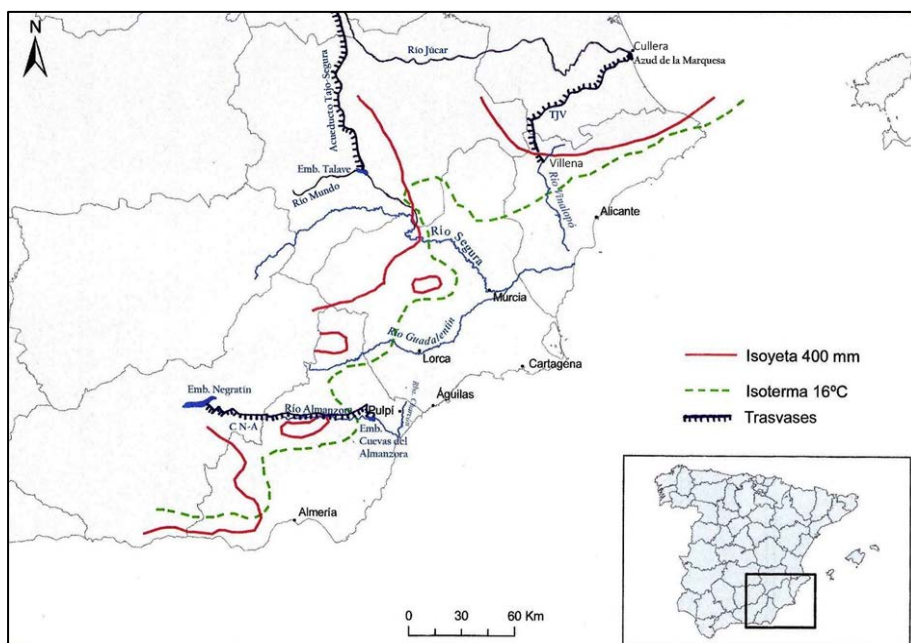 N
Cullera
Azud de la Marquesa
Río Júcar
Acueducto Tajo-Segura
TJV
Emb. Talave
Villena
Río Mundo
Río Vinalopó
Alicante
Río Segura
Murcia
Río Guadalentín
Lorca
Cartagena
Isoyeta 400 mm
Isoterma 16ºC
Trasvases
Emb. Negratín
Águilas
Río Almanzora
Pulpí
C N-A
Emb.
Cuevas del
Almanzora
Almería
0 30 60 Km